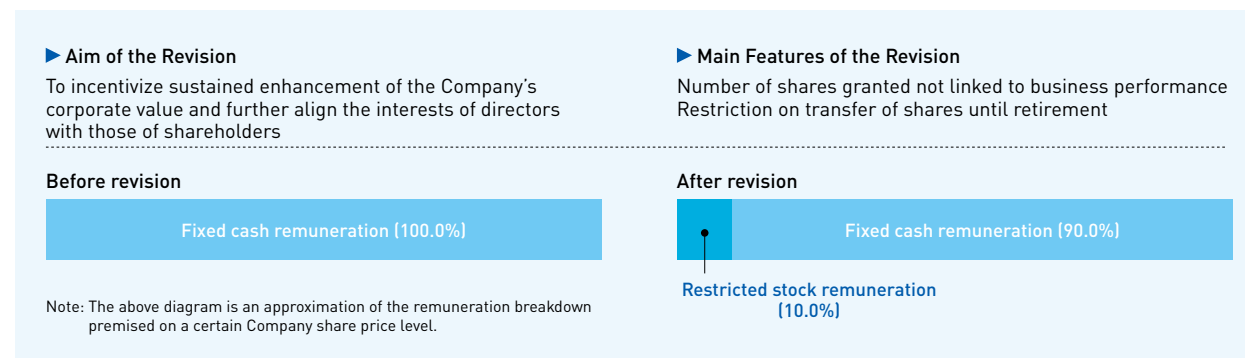 ▶ Aim of the Revision
To incentivize sustained enhancement of the Company's
corporate value and further align the interests of directors
with those of shareholders
▶ Main Features of the Revision
Number of shares granted not linked to business performance
Restriction on transfer of shares until retirement
Before revision
Fixed cash remuneration (100.0%)
Note: The above diagram is an approximation of the remuneration breakdown
premised on a certain Company share price level.
After revision
Fixed cash remuneration (90.0%)
Restricted stock remuneration
(10.0%)